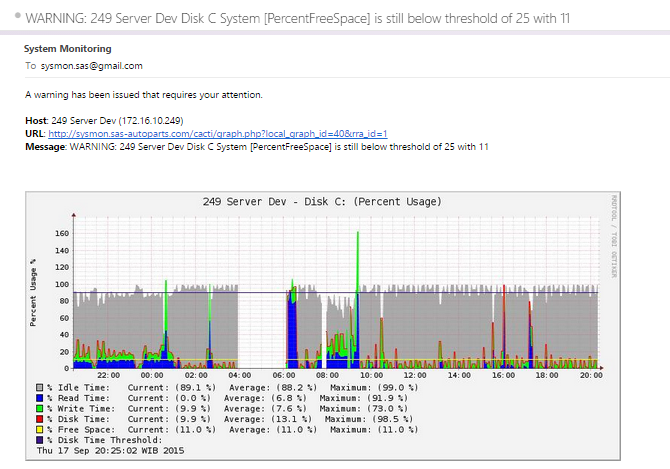 WARNING: 249 Server Dev Disk C System [PercentFreeSpace] is still below threshold of 25 with 11
System Monitoring
To sysmon.sas@gmail.com
A warning has been issued that requires your attention.
Host: 249 Server Dev (172.16.10.249)
URL: http://sysmon.sas-autoparts.com/cacti/graph.php?local_graph_id=40&rra_id=1
Message: WARNING: 249 Server Dev Disk C System [PercentFreeSpace] is still below threshold of 25 with 11
249 Server Dev - Disk C: (Percent Usage)
RRDTOOL / TOBI OETIKER
Percent Usage %
160
140
120
100
80
60
40
20
0
22:00 00:00 02:00 04:00 06:00 08:00 10:00 12:00 14:00 16:00 18:00 20:00
% Idle Time: Current: (89.1 %) Average: (88.2 %) Maximum: (99.0 %)
% Read Time: Current: (0.0 %) Average: (6.8 %) Maximum: (91.9 %)
% Write Time: Current: (9.9 %) Average: (7.6 %) Maximum: (73.0 %)
% Disk Time: Current: (9.9 %) Average: (13.1 %) Maximum: (98.5 %)
% Free Space: Current: (11.0 %) Average: (11.0 %) Maximum: (11.0 %)
% Disk Time Threshold:
Thu 17 Sep 20:25:02 WIB 2015